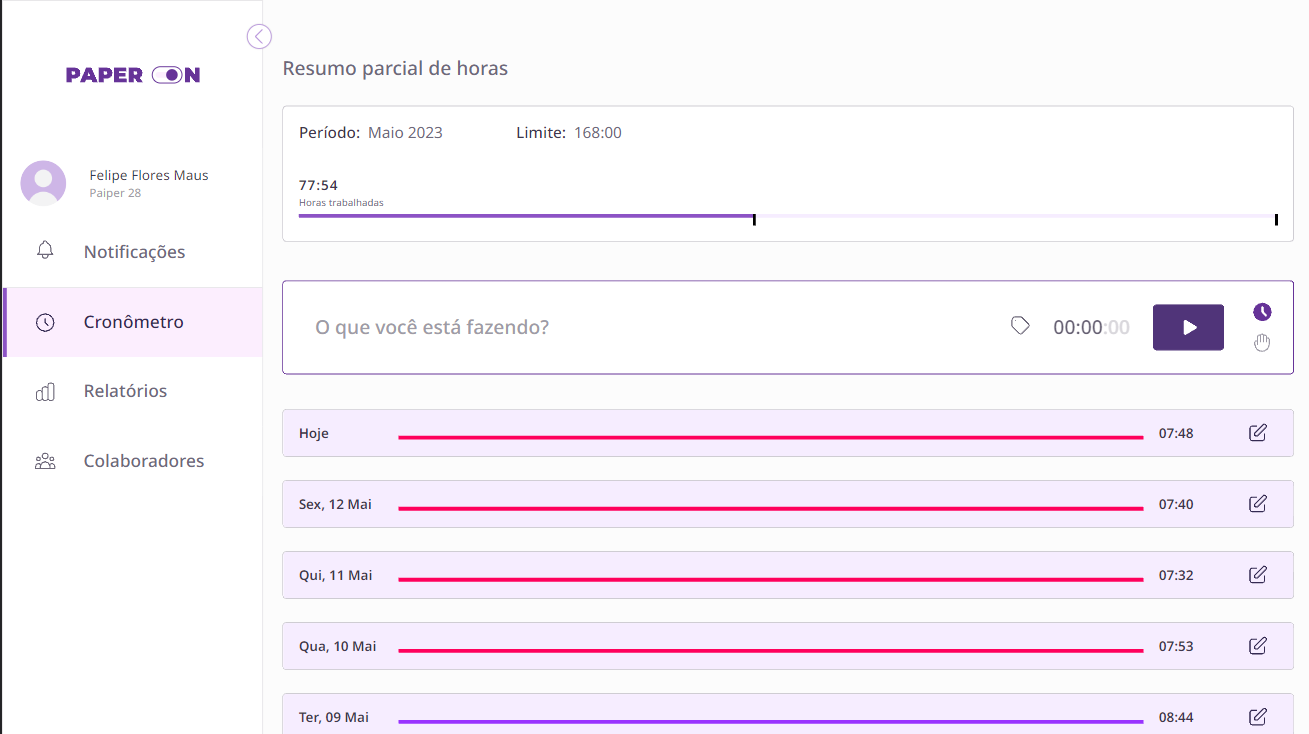 PAPER ON
Felipe Flores Maus
Paiper 28
Notificações
Cronômetro
Relatórios
Colaboradores
Resumo parcial de horas
Período: Maio 2023 Limite: 168:00
77:54
Horas trabalhadas
O que você está fazendo? 00:00:00
Hoje 07:48
Sex, 12 Mai 07:40
Qui, 11 Mai 07:32
Qua, 10 Mai 07:53
Ter, 09 Mai 08:44